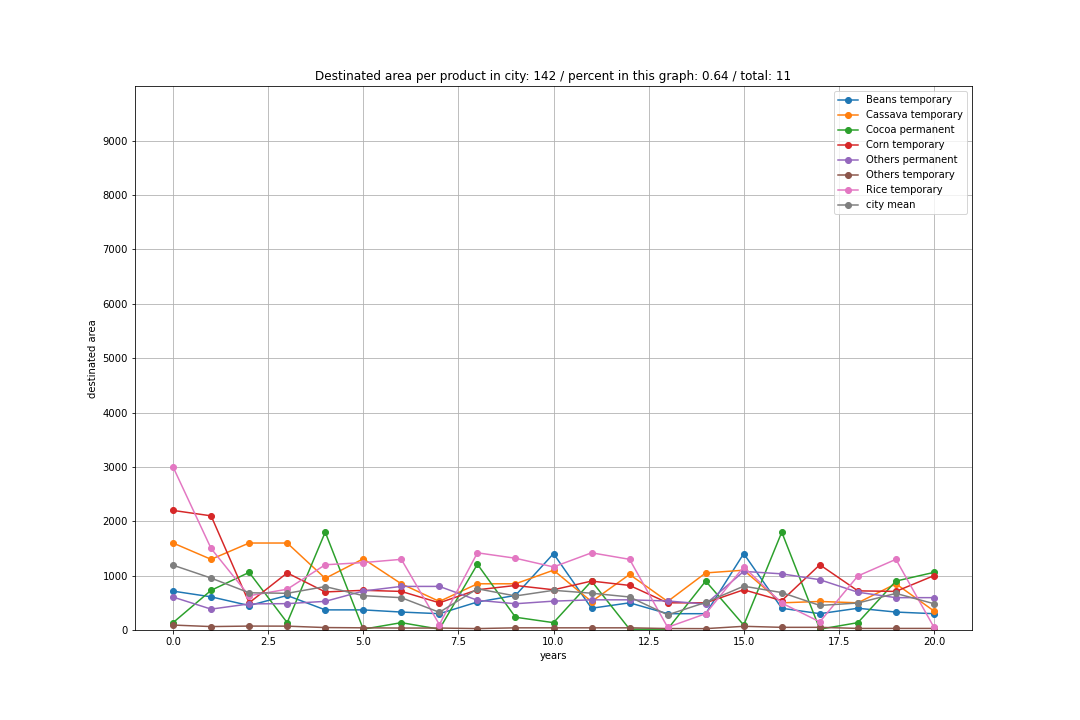 Destinated area per product in city: 142 / percent in this graph: 0.64 / total: 11
Beans temporary
Cassava temporary
Cocoa permanent
Corn temporary
Others permanent
Others temporary
Rice temporary
city mean
9000
8000
7000
6000
5000
4000
3000
2000
1000
0
destinated area
0.0 2.5 5.0 7.5 10.0 12.5 15.0 17.5 20.0
years